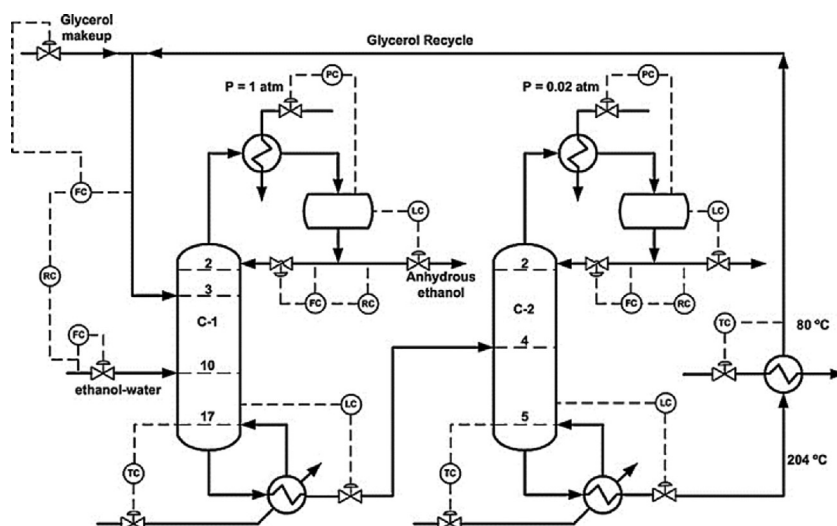 Glycerol
makeup
Glycerol Recycle
P = 1 atm
PC
P = 0.02 atm
PC
FC
LC
LC
RC
2
3
C-1
10
17
FC
RC
Anhydrous
ethanol
2
C-2
4
5
FC
RC
TC
80 ºC
FC
ethanol-water
LC
LC
TC
TC
204 ºC